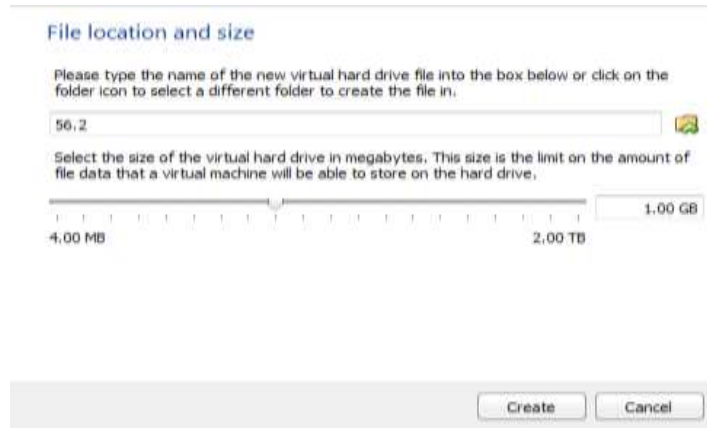 File location and size
Please type the name of the new virtual hard drive file into the box below or click on the
folder icon to select a different folder to create the file in.
56.2
Select the size of the virtual hard drive in megabytes. This size is the limit on the amount of
file data that a virtual machine will be able to store on the hard drive.
1.00 GB
4.00 MB 2.00 TB
Create Cancel